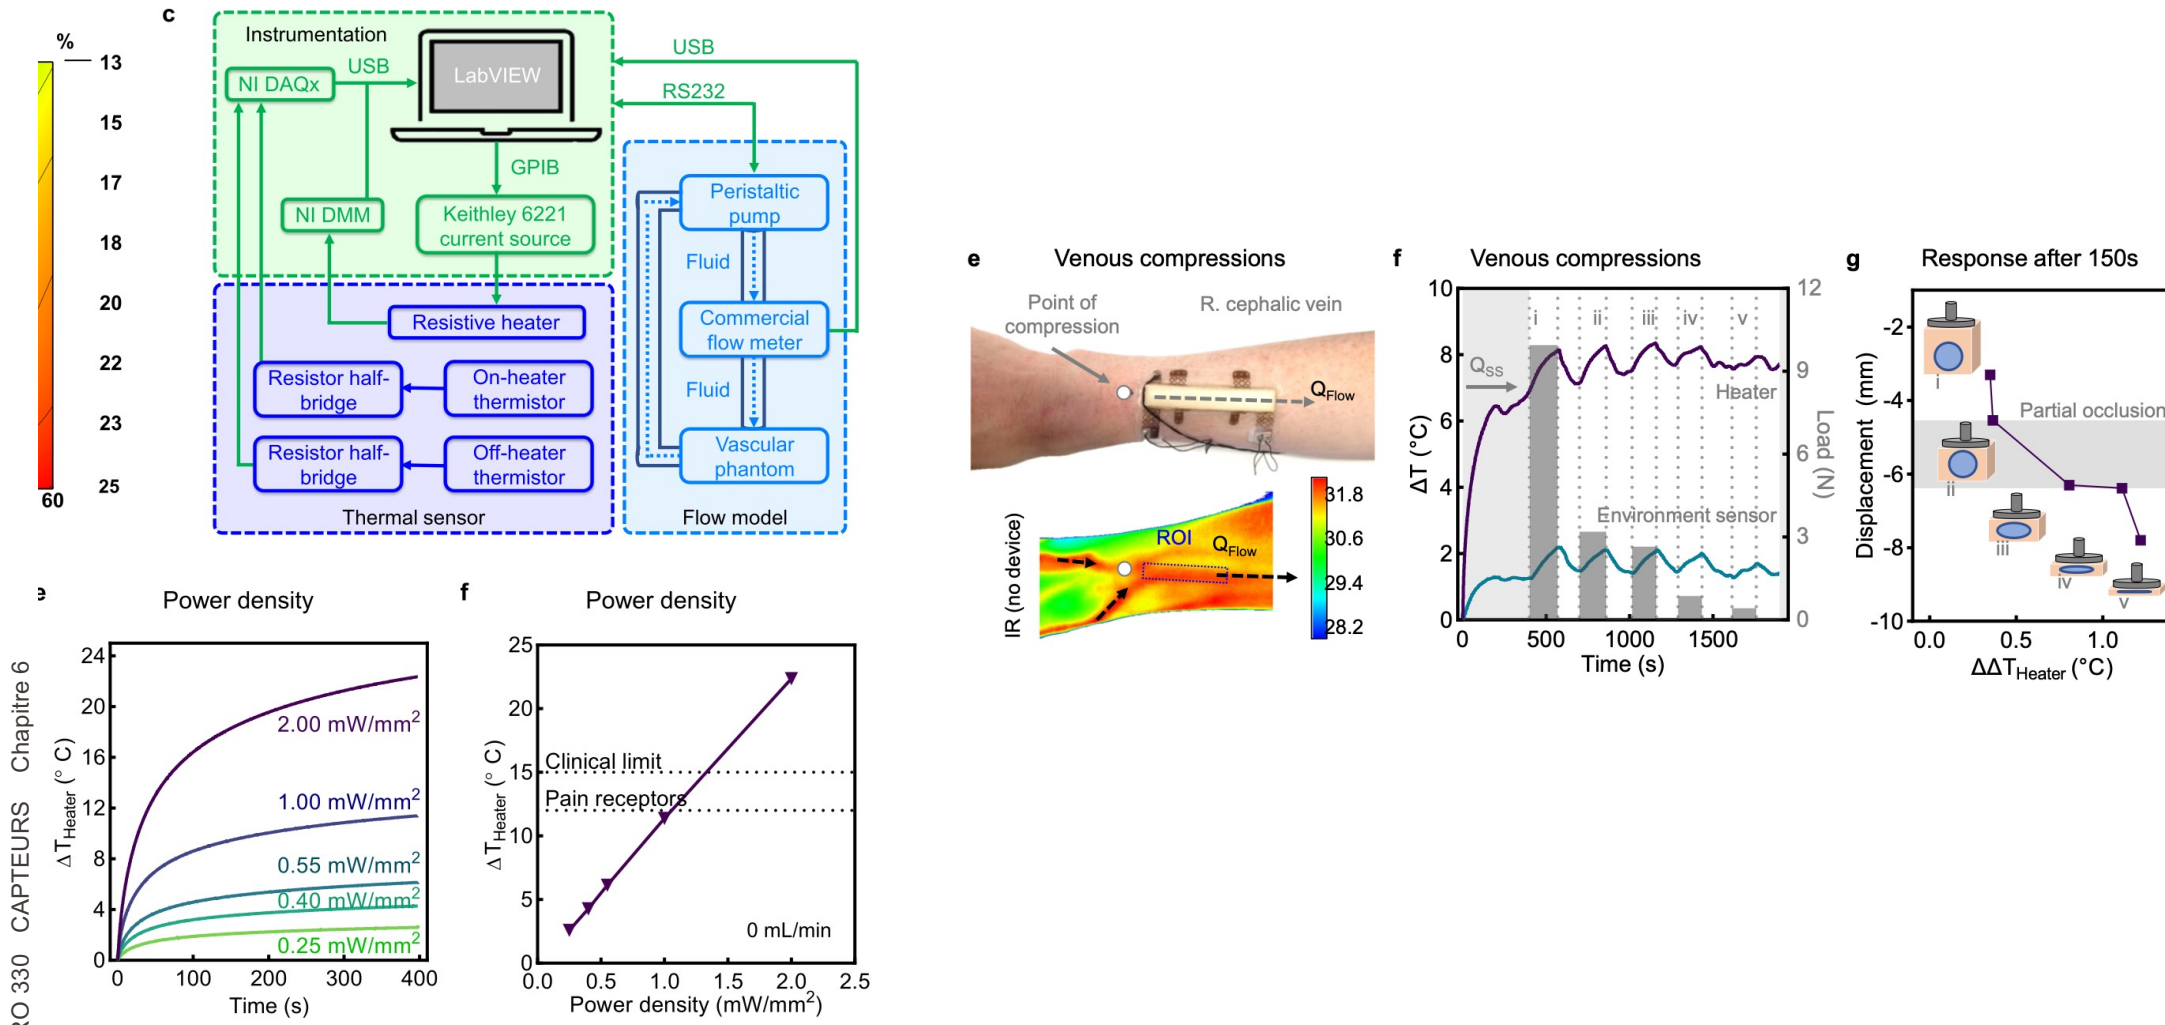 %
13
15
17
18
20
22
23
25
60
c
Instrumentation
NI DAQx
USB
LabVIEW
USB
RS232
GPIB
NI DMM
Keithley 6221
current source
Resistive heater
Resistor half-
bridge
On-heater
thermistor
Resistor half-
bridge
Off-heater
thermistor
Thermal sensor
Peristaltic
pump
Fluid
Commercial
flow meter
Fluid
Vascular
phantom
Flow model
e
Venous compressions
Point of
compression
R. cephalic vein
QFlow
IR (no device)
ROI
QFlow
31.8
30.6
29.4
28.2
f
Venous compressions
ΔT (°C)
10
8
6
4
2
0
QSS
i
ii
iii
iv
v
Heater
Environment sensor
12
9
6
3
0
Load (N)
0
500
1000
1500
Time (s)
g
Response after 150s
Displacement (mm)
-2
-4
-6
-8
-10
i
ii
iii
iv
v
Partial occlusion
0.0
0.5
1.0
ΔΔTHeater (°C)
RO 330 CAPTEURS Chapitre 6
e
Power density
Δ THeater (° C)
24
20
16
12
8
4
0
2.00 mW/mm²
1.00 mW/mm²
0.55 mW/mm²
0.40 mW/mm²
0.25 mW/mm²
0
100
200
300
400
Time (s)
f
Power density
Δ THeater (° C)
25
20
15
10
5
0
Clinical limit
Pain receptors
0 mL/min
0.0
0.5
1.0
1.5
2.0
2.5
Power density (mW/mm²)